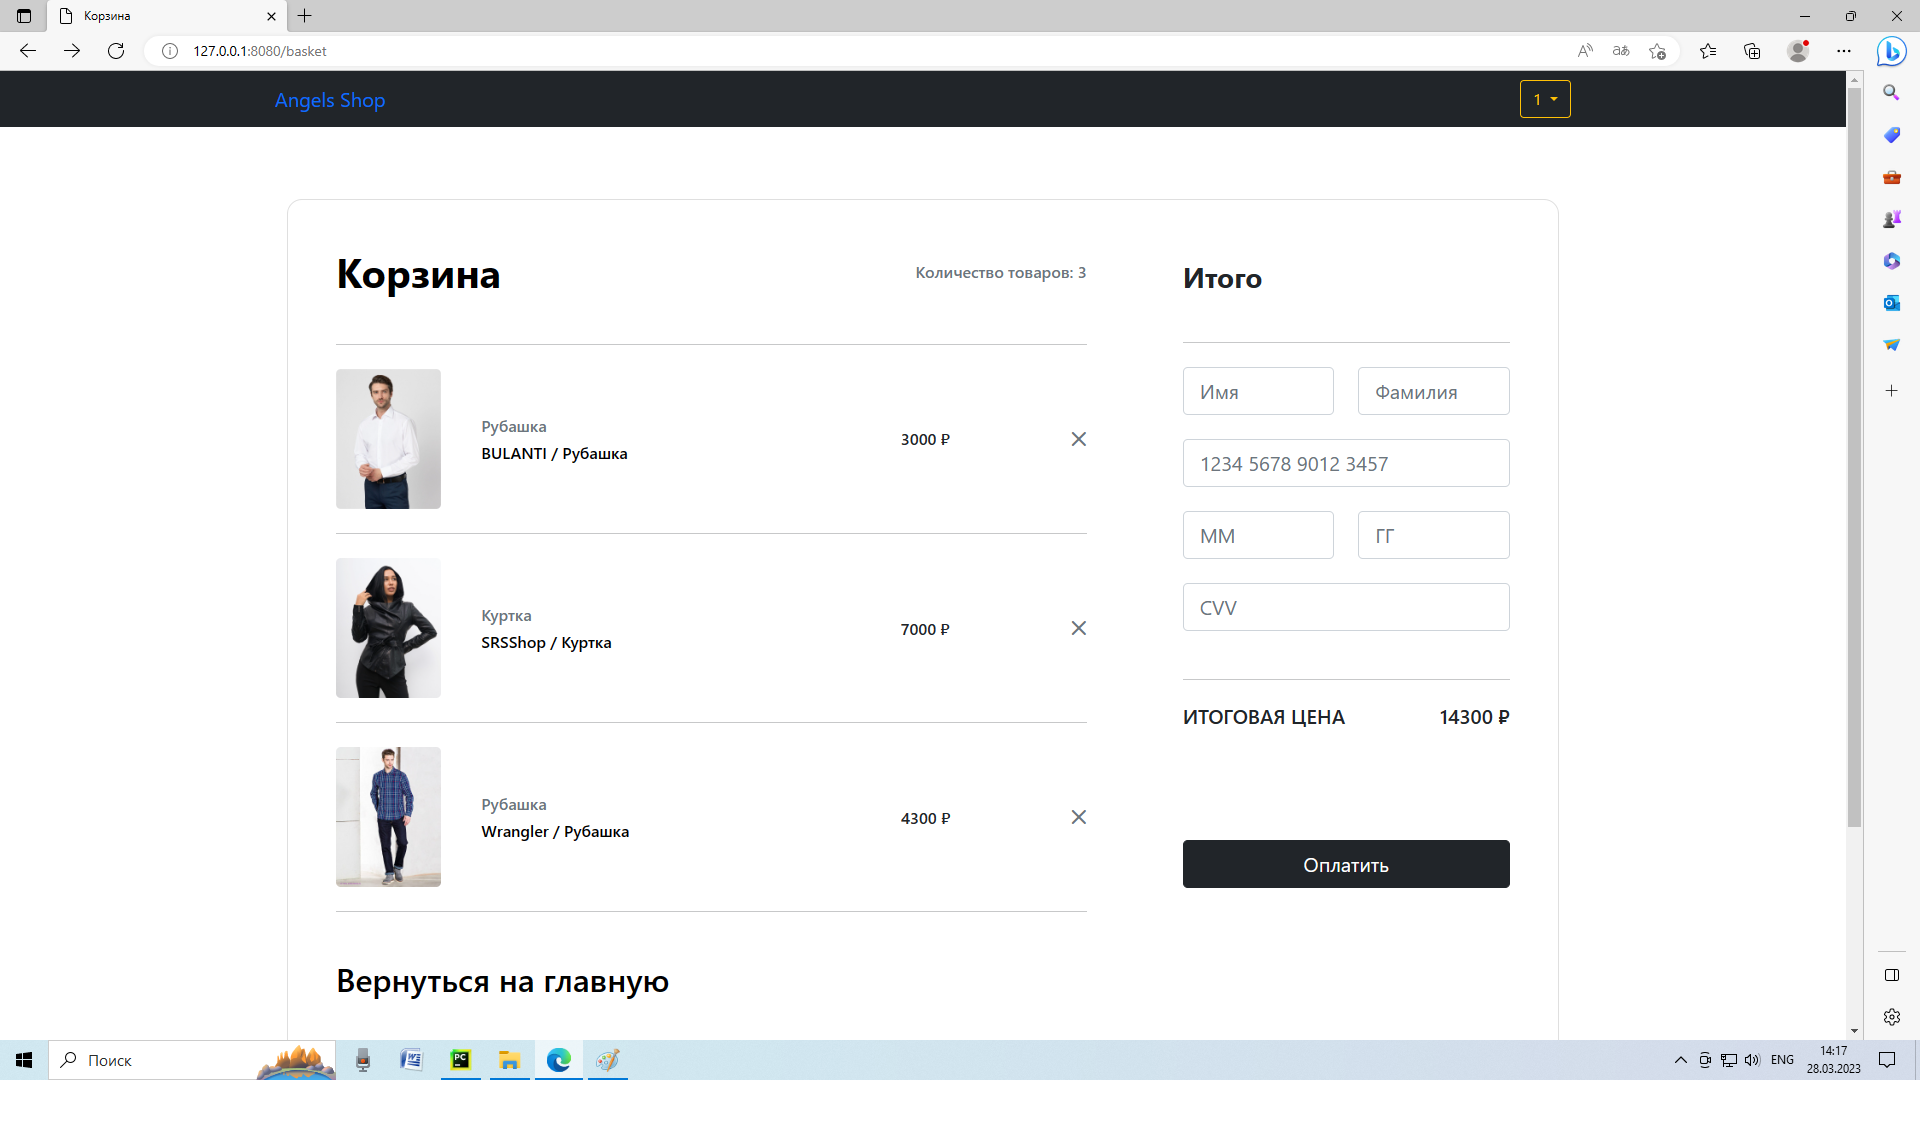 Корзина
127.0.0.1:8080/basket
Angels Shop
1
Корзина
Количество товаров: 3
Рубашка
BULANTI / Рубашка
3000 ₽
Куртка
SRSShop / Куртка
7000 ₽
Рубашка
Wrangler / Рубашка
4300 ₽
Вернуться на главную
Итого
Имя
Фамилия
1234 5678 9012 3457
ММ
ГГ
CVV
ИТОГОВАЯ ЦЕНА
14300 ₽
Оплатить
Поиск
ENG
14:17
28.03.2023